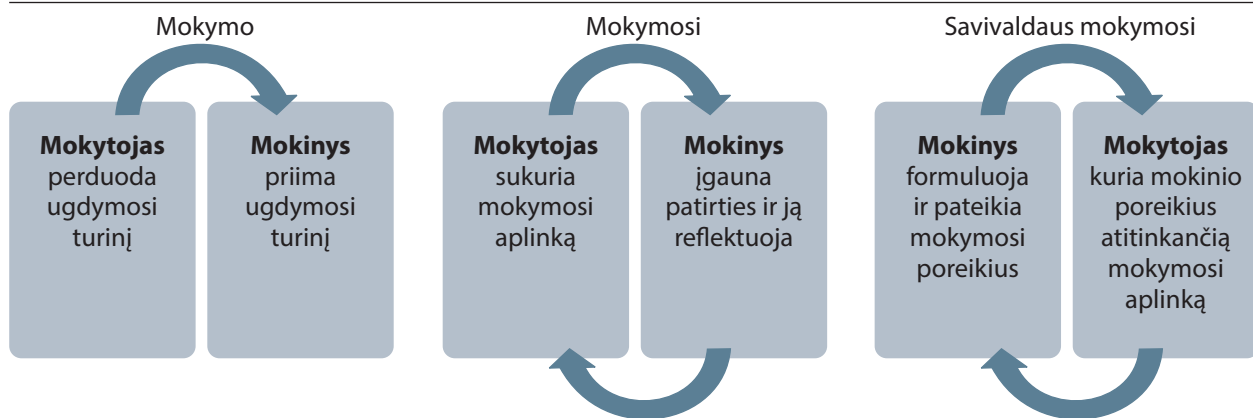 Mokymo
Mokytojas
perduoda
ugdymosi
turinį
Mokinys
priima
ugdymosi
turinį
Mokymosi
Mokytojas
sukuria
mokymosi
aplinką
Mokinys
įgauna
patirties ir ją
reflektuoja
Savivaldaus mokymosi
Mokinys
formuluoja
ir pateikia
mokymosi
poreikius
Mokytojas
kuria mokinio
poreikius
atitinkančią
mokymosi
aplinką